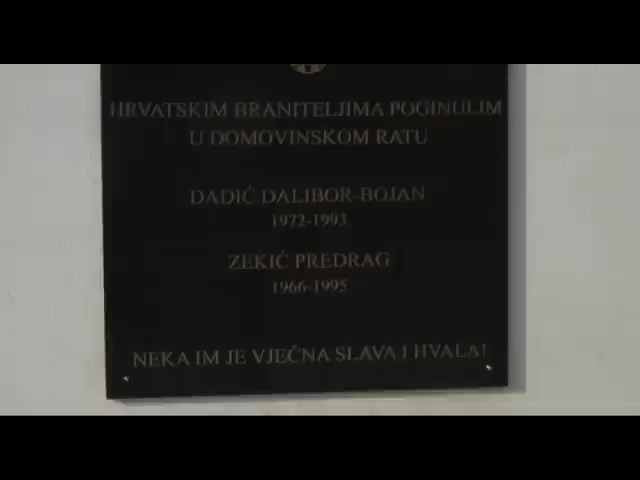 HRVATSKIM BRANITELJIMA POGINULIM
U DOMOVINSKOM RATU
DADIĆ DALIBOR-BOJAN
1972-1993
ZEKIĆ PREDRAG
1966-1995
NEKA IM JE VJEČNA SLAVA I HVALA!